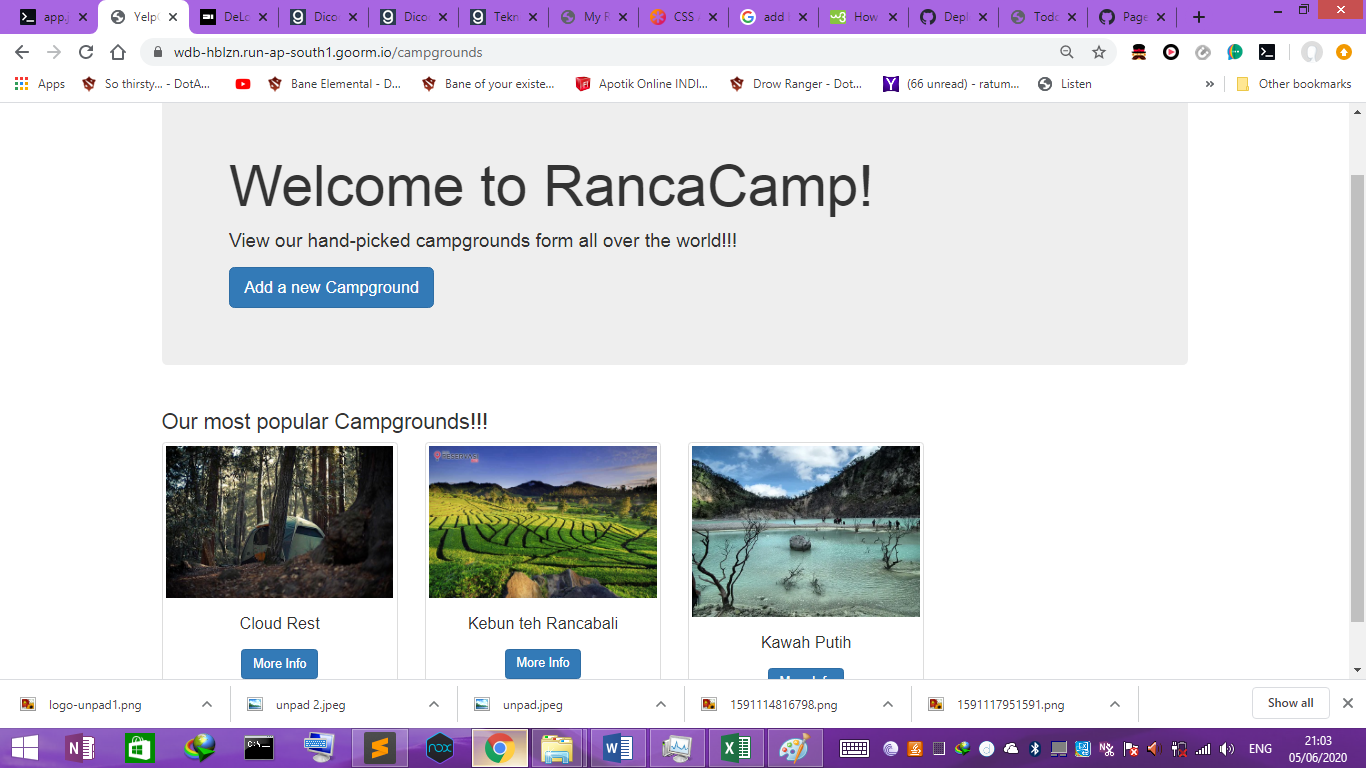 app.j
Yelp
DeLo
Dico
Dico
Tekn
My R
CSS
add
How
Depl
Todo
Page
wdb-hblzn.run-ap-south1.goorm.io/campgrounds
Apps
So thirsty... - DotA...
Bane Elemental - D...
Bane of your existe...
Apotik Online INDI...
Drow Ranger - Dot...
(66 unread) - ratum...
Listen
»
Other bookmarks
Welcome to RancaCamp!
View our hand-picked campgrounds form all over the world!!!
Add a new Campground
Our most popular Campgrounds!!!
Cloud Rest
Kebun teh Rancabali
Kawah Putih
More Info
More Info
More Info
logo-unpad1.png
unpad 2.jpeg
unpad.jpeg
1591114816798.png
1591117951591.png
Show all
ENG
21:03
05/06/2020